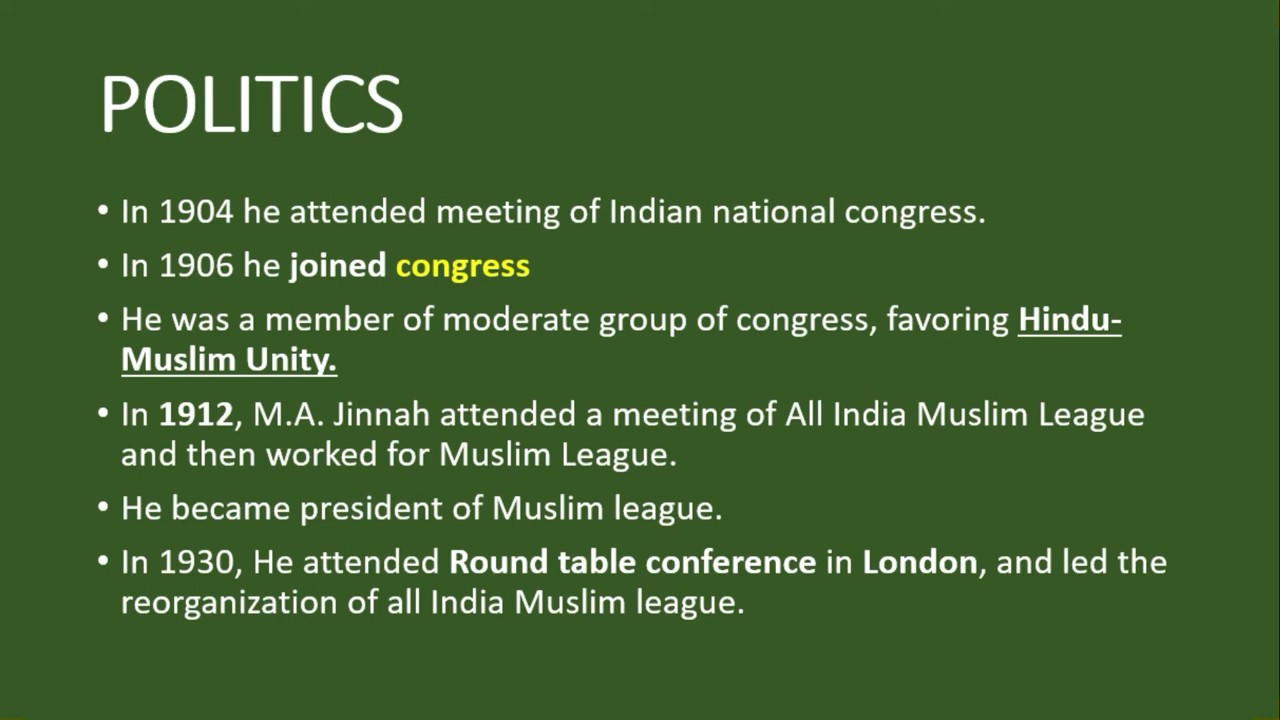 POLITICS
• In 1904 he attended meeting of Indian national congress.
• In 1906 he joined congress
• He was a member of moderate group of congress, favoring Hindu-
Muslim Unity.
• In 1912, M.A. Jinnah attended a meeting of All India Muslim League
and then worked for Muslim League.
• He became president of Muslim league.
• In 1930, He attended Round table conference in London, and led the
reorganization of all India Muslim league.